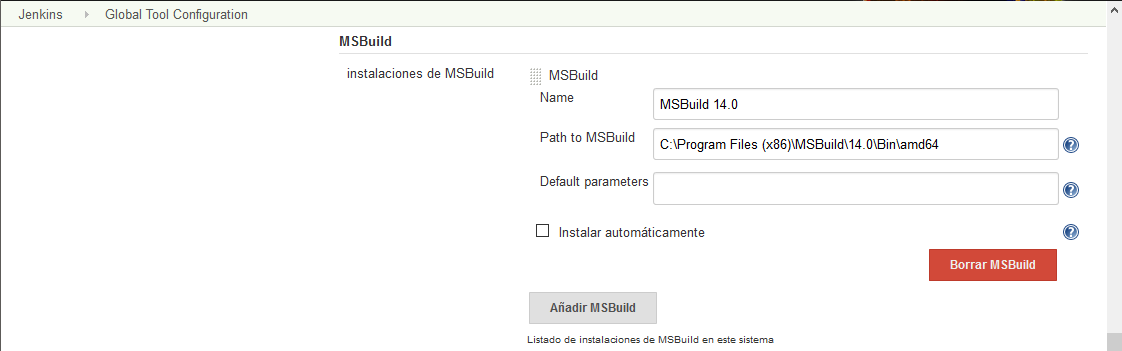 Jenkins Global Tool Configuration
MSBuild
instalaciones de MSBuild
MSBuild
Name
MSBuild 14.0
Path to MSBuild
C:\Program Files (x86)\MSBuild\14.0\Bin\amd64
Default parameters
Instalar automáticamente
Borrar MSBuild
Añadir MSBuild
Listado de instalaciones de MSBuild en este sistema